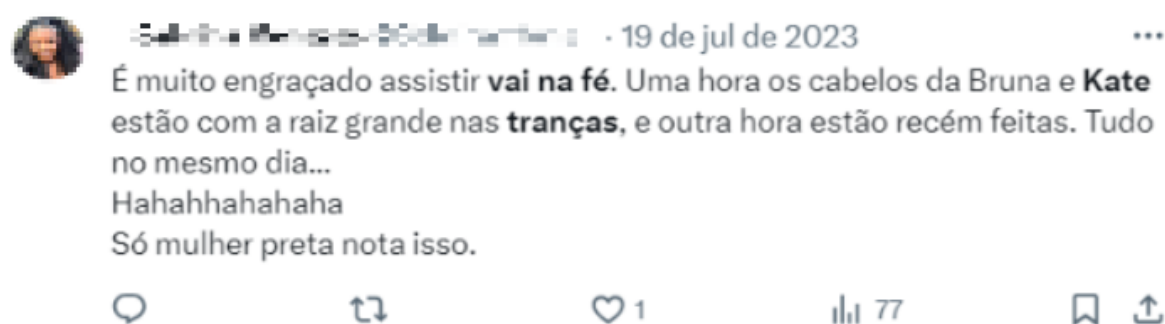 · 19 de jul de 2023
É muito engraçado assistir vai na fé. Uma hora os cabelos da Bruna e Kate
estão com a raiz grande nas tranças, e outra hora estão recém feitas. Tudo
no mesmo dia...
Hahahhahahaha
Só mulher preta nota isso.
1 77